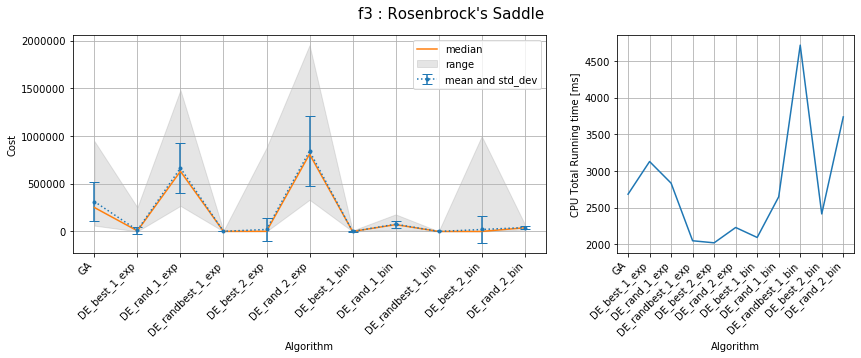 f3 : Rosenbrock's Saddle
2000000
1500000
1000000
500000
0
Cost
median
range
mean and std_dev
GA
DE_best_1_exp
DE_rand_1_exp
DE_randbest_1_exp
DE_best_2_exp
DE_rand_2_exp
DE_best_1_bin
DE_rand_1_bin
DE_randbest_1_bin
DE_best_2_bin
DE_rand_2_bin
Algorithm
4500
4000
3500
3000
2500
2000
CPU Total Running time [ms]
GA
DE_best_1_exp
DE_rand_1_exp
DE_randbest_1_exp
DE_best_2_exp
DE_rand_2_exp
DE_best_1_bin
DE_rand_1_bin
DE_randbest_1_bin
DE_best_2_bin
DE_rand_2_bin
Algorithm